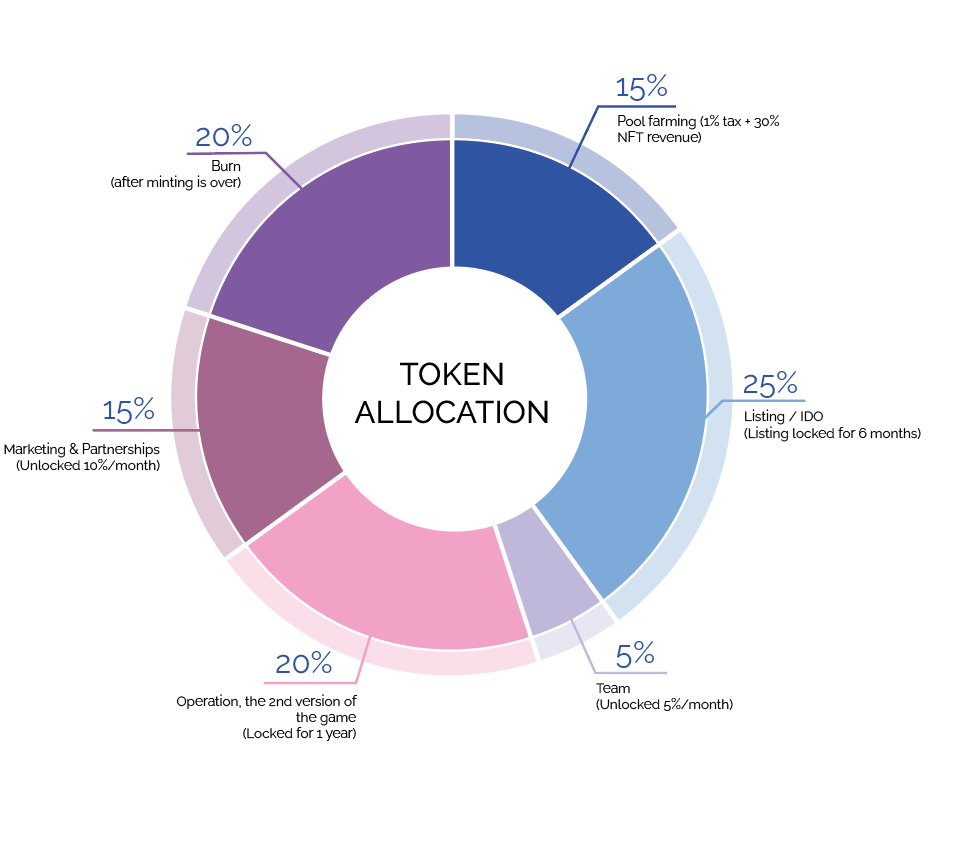 TOKEN
ALLOCATION
15%
Pool farming (1% tax + 30%
NFT revenue)
25%
Listing / IDO
(Listing locked for 6 months)
5%
Team
(Unlocked 5%/month)
20%
Operation, the 2nd version of
the game
(Locked for 1 year)
15%
Marketing & Partnerships
(Unlocked 10%/month)
20%
Burn
(after minting is over)